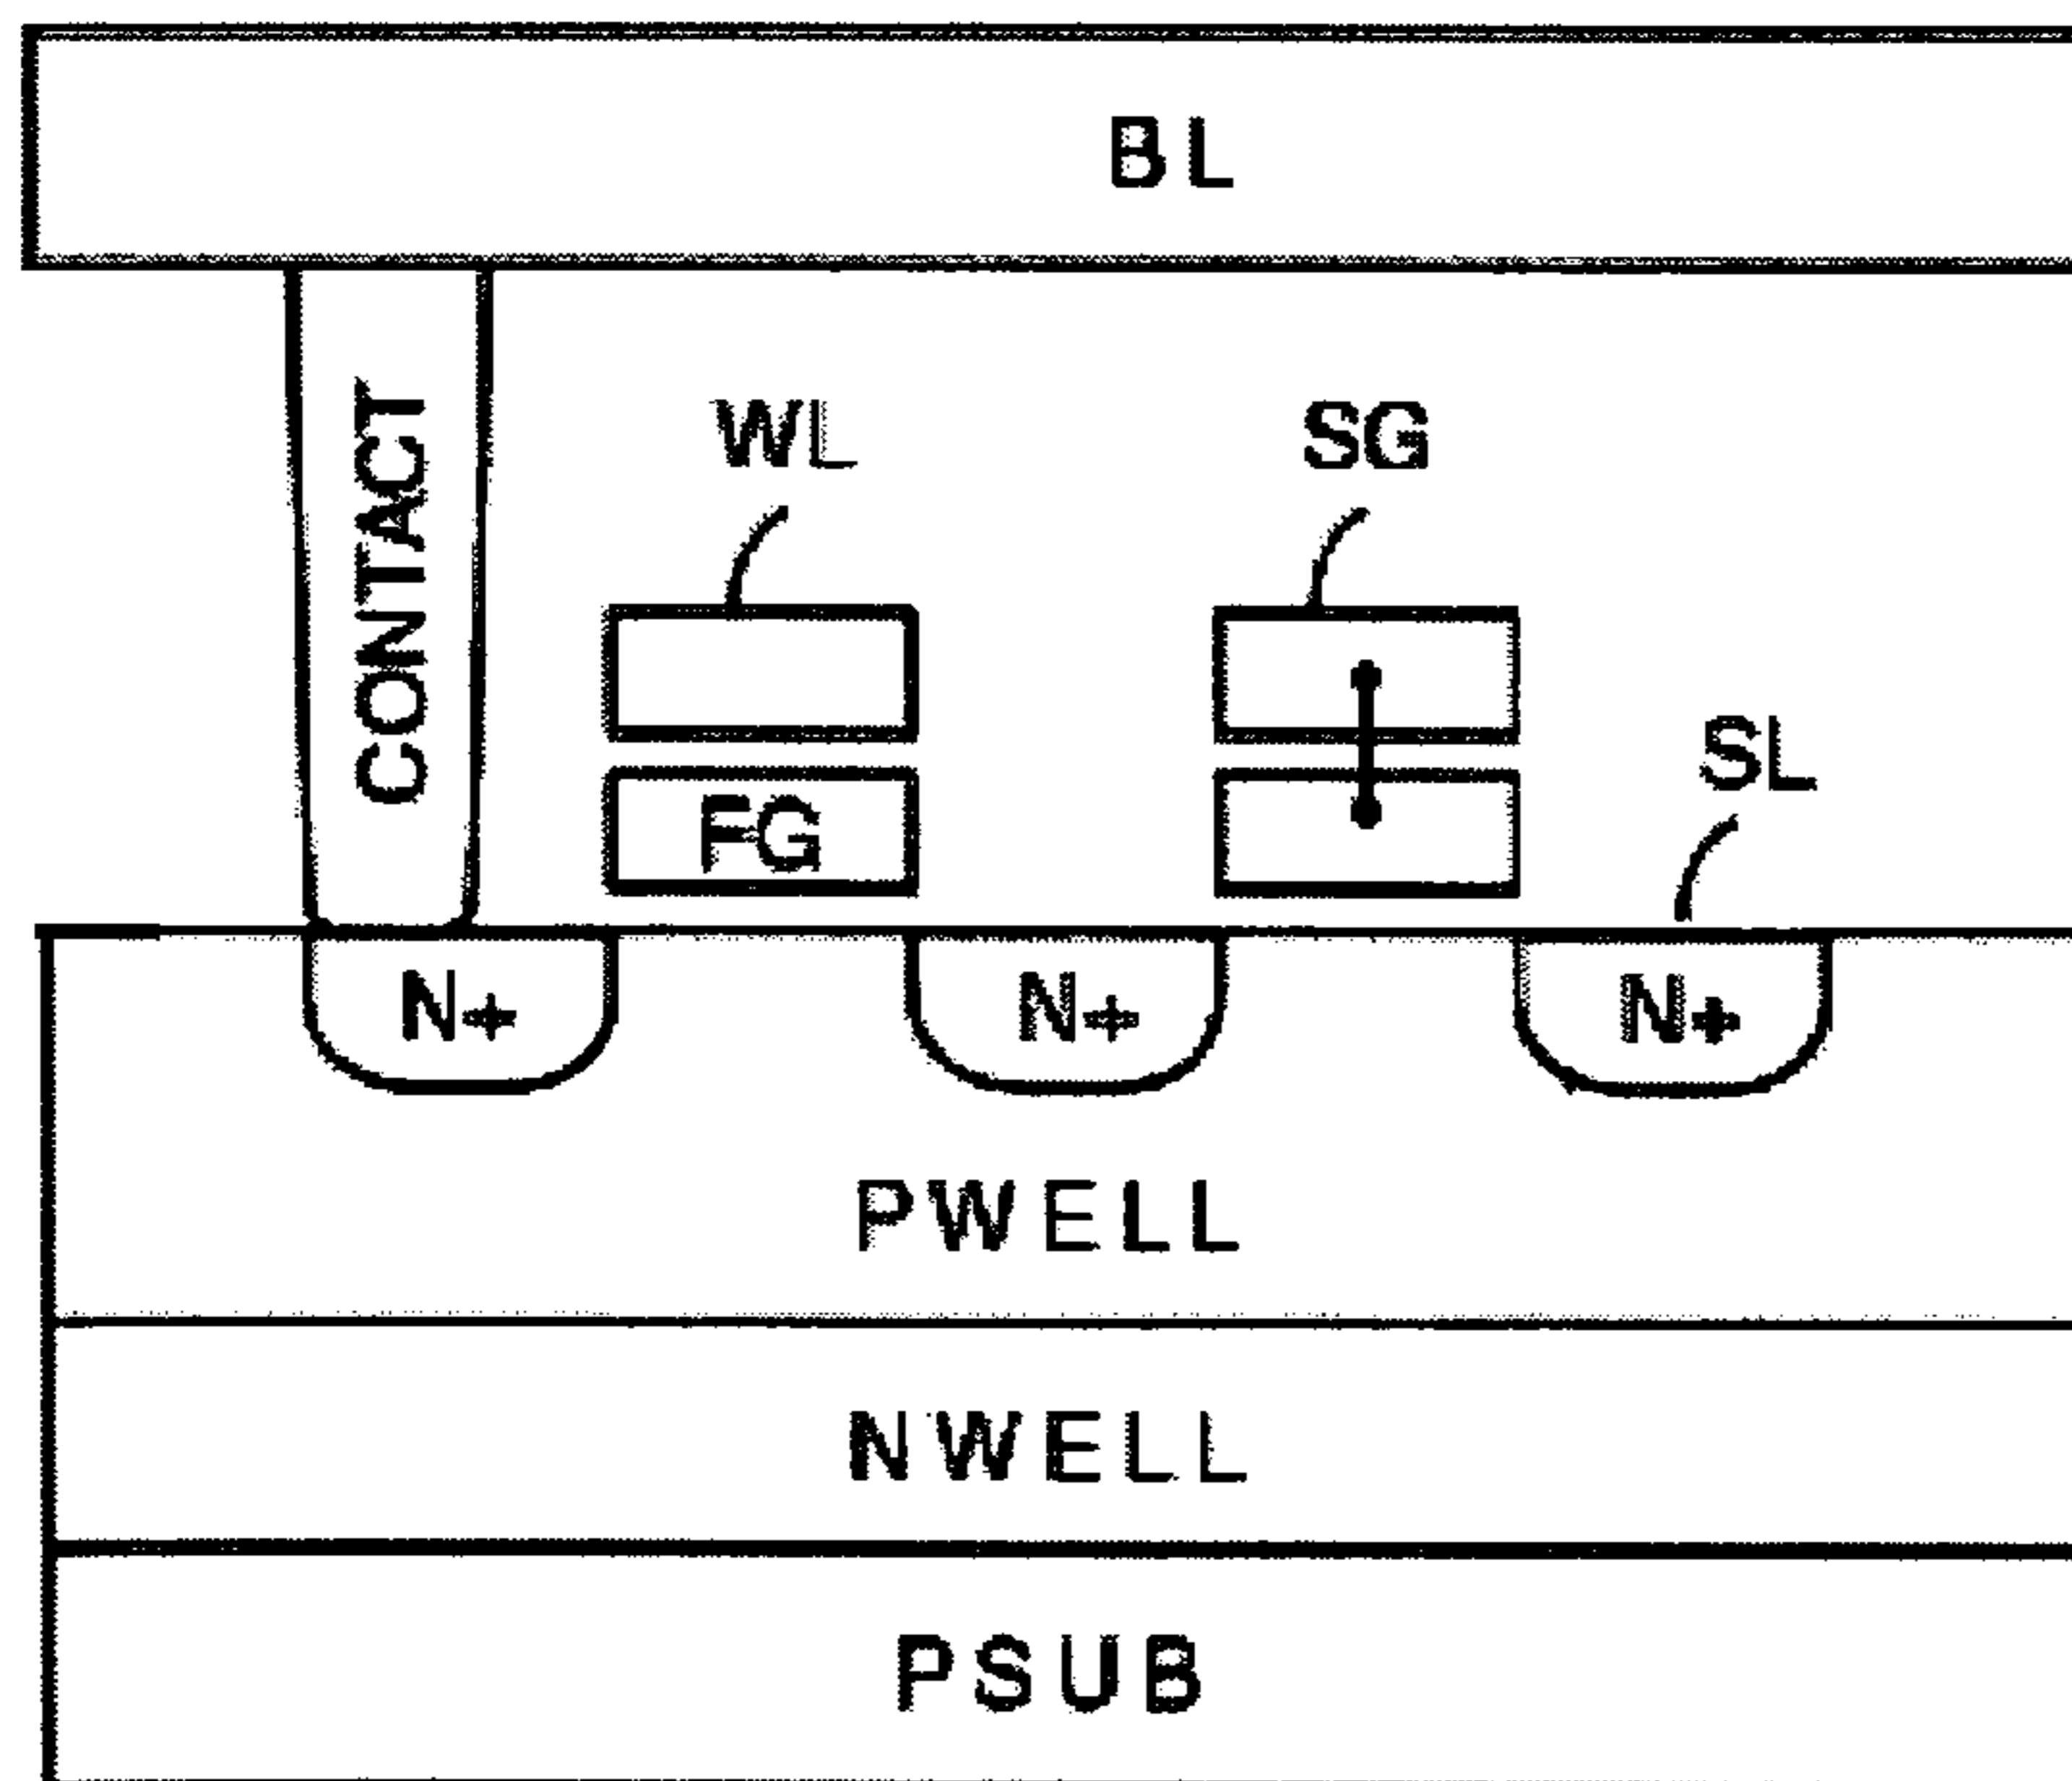 BL
CONTACT
WL
SG
SL
FG
N+
N+
N+
PWELL
NWELL
PSUB